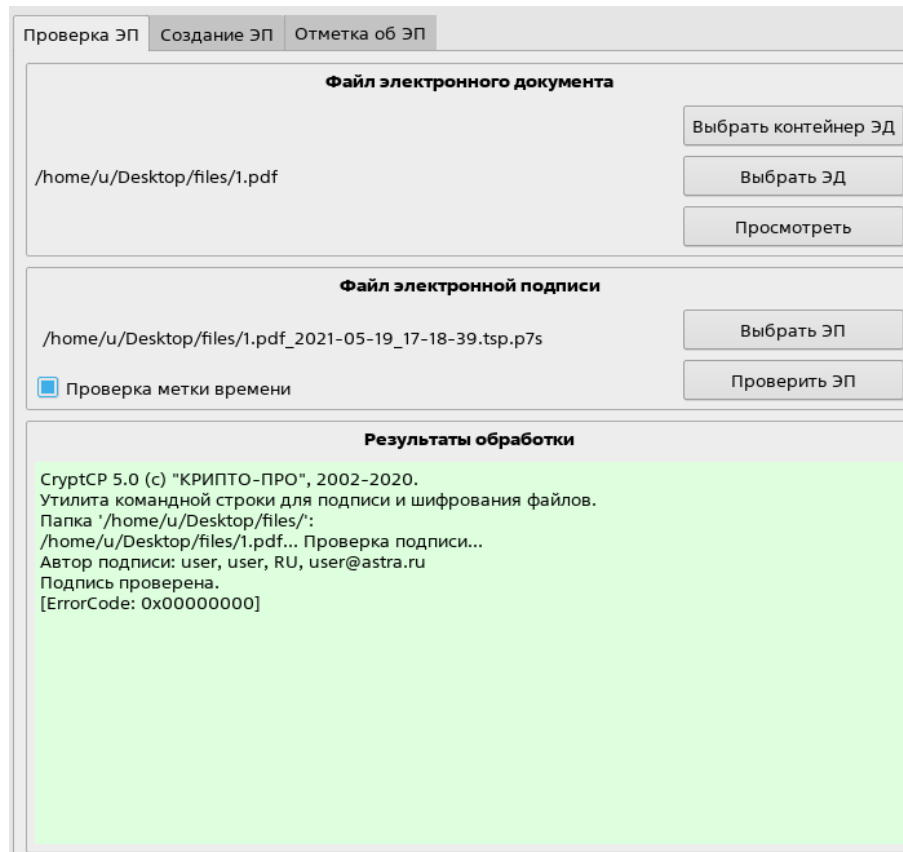 Проверка ЭП Создание ЭП Отметка об ЭП
Файл электронного документа
Выбрать контейнер ЭД
/home/u/Desktop/files/1.pdf
Выбрать ЭД
Просмотреть
Файл электронной подписи
/home/u/Desktop/files/1.pdf_2021-05-19_17-18-39.tsp.p7s
Выбрать ЭП
Проверка метки времени
Проверить ЭП
Результаты обработки
CryptCP 5.0 (c) "КРИПТО-ПРО", 2002-2020.
Утилита командной строки для подписи и шифрования файлов.
Папка '/home/u/Desktop/files/':
/home/u/Desktop/files/1.pdf... Проверка подписи...
Автор подписи: user, user, RU, user@astra.ru
Подпись проверена.
[ErrorCode: 0x00000000]